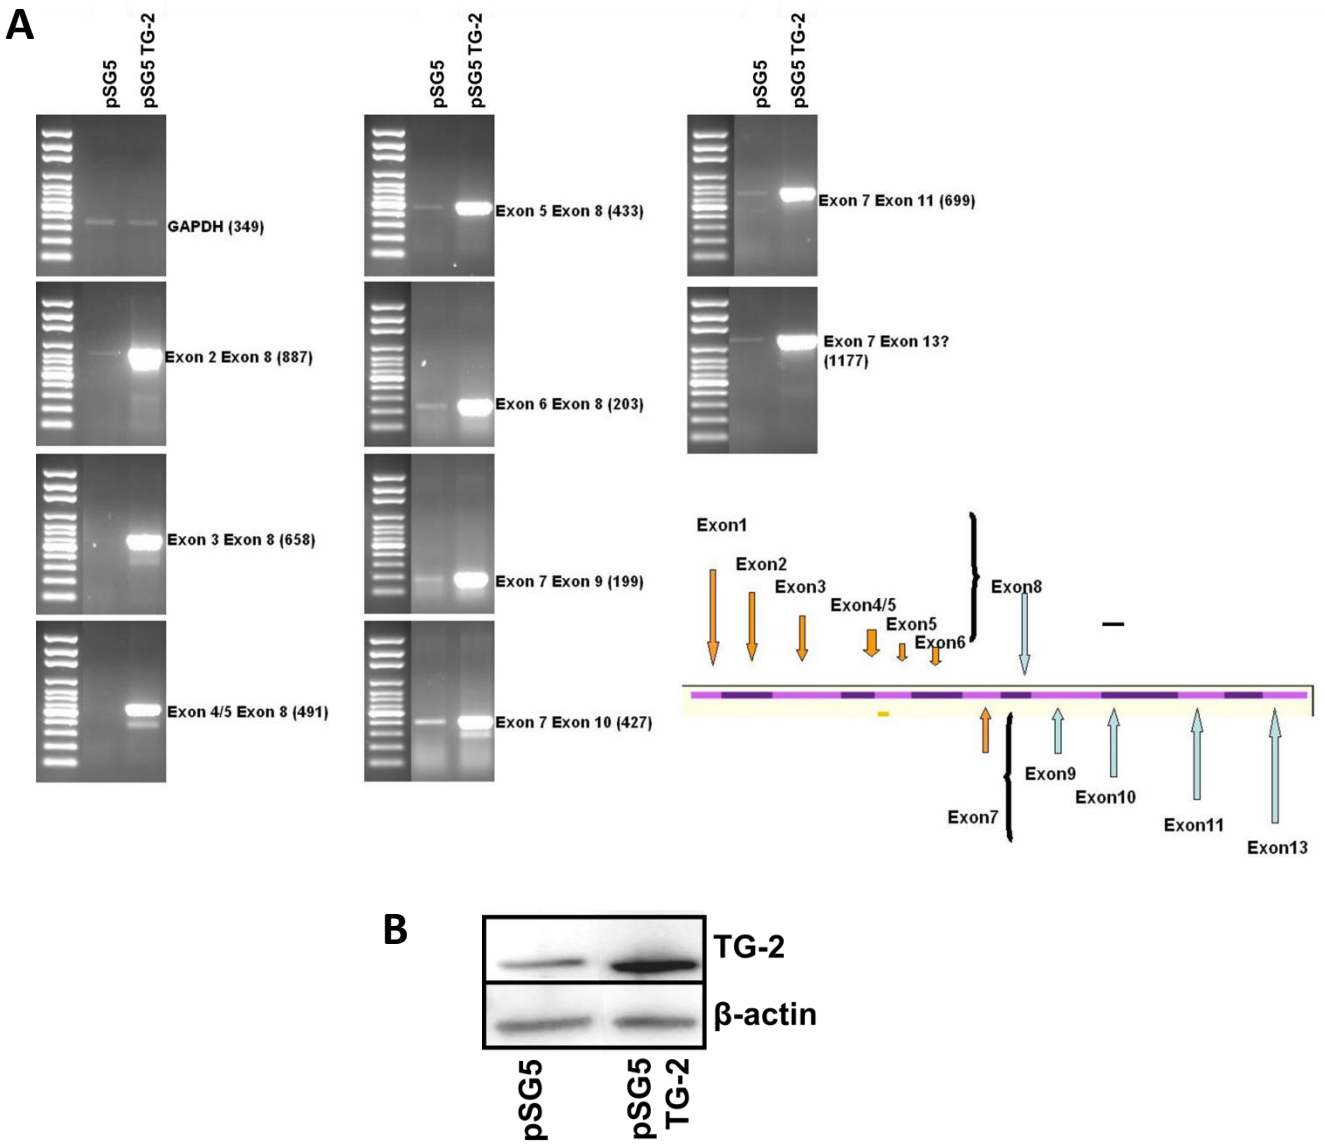 A
pSG5
pSG5 TG-2
pSG5
pSG5 TG-2
pSG5
pSG5 TG-2
GAPDH (349)
Exon 2 Exon 8 (887)
Exon 3 Exon 8 (658)
Exon 4/5 Exon 8 (491)
Exon 5 Exon 8 (433)
Exon 6 Exon 8 (203)
Exon 7 Exon 9 (199)
Exon 7 Exon 10 (427)
Exon 7 Exon 11 (699)
Exon 7 Exon 13?
(1177)
Exon1
Exon2
Exon3
Exon4/5
Exon5
Exon6
Exon8
Exon7
Exon9
Exon10
Exon11
Exon13
B
TG-2
β-actin
pSG5
pSG5
TG-2